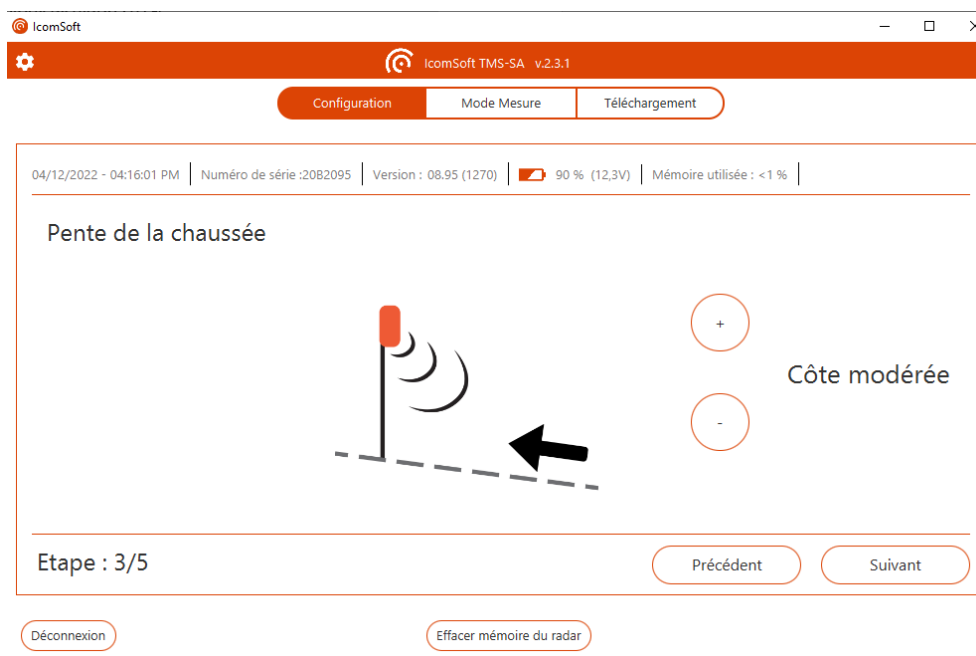 IcomSoft
IcomSoft TMS-SA v.2.3.1
Configuration Mode Mesure Téléchargement
04/12/2022 - 04:16:01 PM Numéro de série :20B2095 Version : 08.95 (1270) 90 % (12,3V) Mémoire utilisée : <1 %
Pente de la chaussée
+
Côte modérée
-
Etape : 3/5 Précédent Suivant
Déconnexion Effacer mémoire du radar